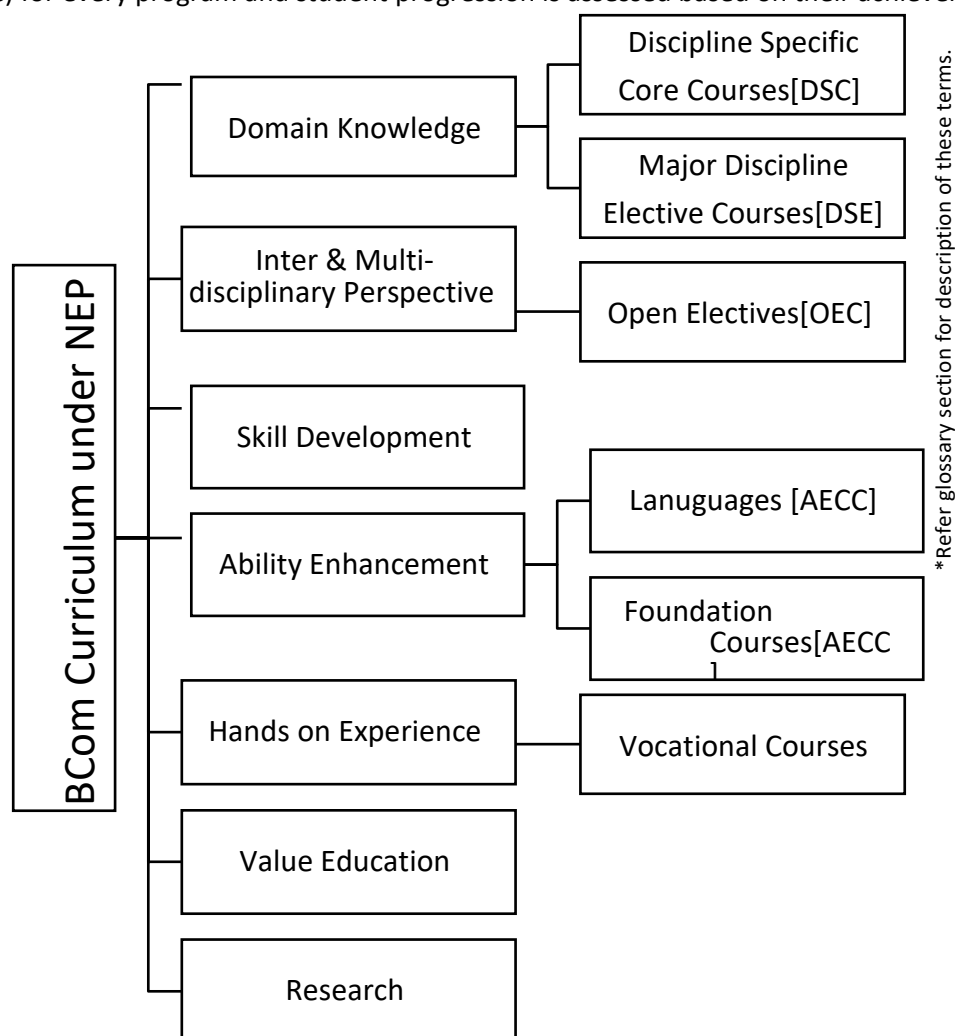 for every program and student progression is assessed based on their
BCom Curriculum under NEP
Domain Knowledge
Discipline Specific
Core Courses[DSC]
Major Discipline
Elective Courses[DSE]
Inter & Multi-
disciplinary Perspective
Open Electives[OEC]
Skill Development
Ability Enhancement
Lanuguages [AECC]
Foundation
Courses[AECC
]
Hands on Experience
Vocational Courses
Value Education
Research
*Refer glossary section for description of these terms.